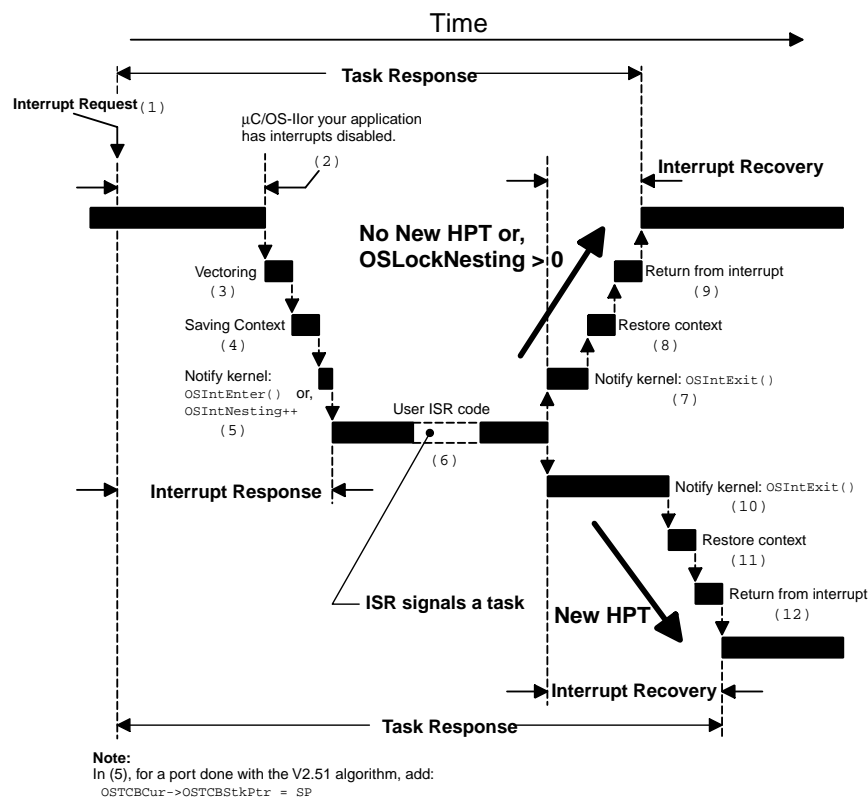 Time
Task Response
Interrupt Request (1)
µC/OS-IIor your application
has interrupts disabled.
(2)
Interrupt Recovery
No New HPT or,
OSLockNesting > 0
Vectoring
(3)
Return from interrupt
(9)
Saving Context
(4)
Restore context
(8)
Notify kernel:
OSIntEnter() or,
OSIntNesting++
(5)
Notify kernel: OSIntExit()
(7)
User ISR code
(6)
Interrupt Response
Notify kernel: OSIntExit()
(10)
Restore context
(11)
ISR signals a task
New HPT
Return from interrupt
(12)
Interrupt Recovery
Task Response
Note:
In (5), for a port done with the V2.51 algorithm, add:
OSTCBCur->OSTCBStkPtr = SP